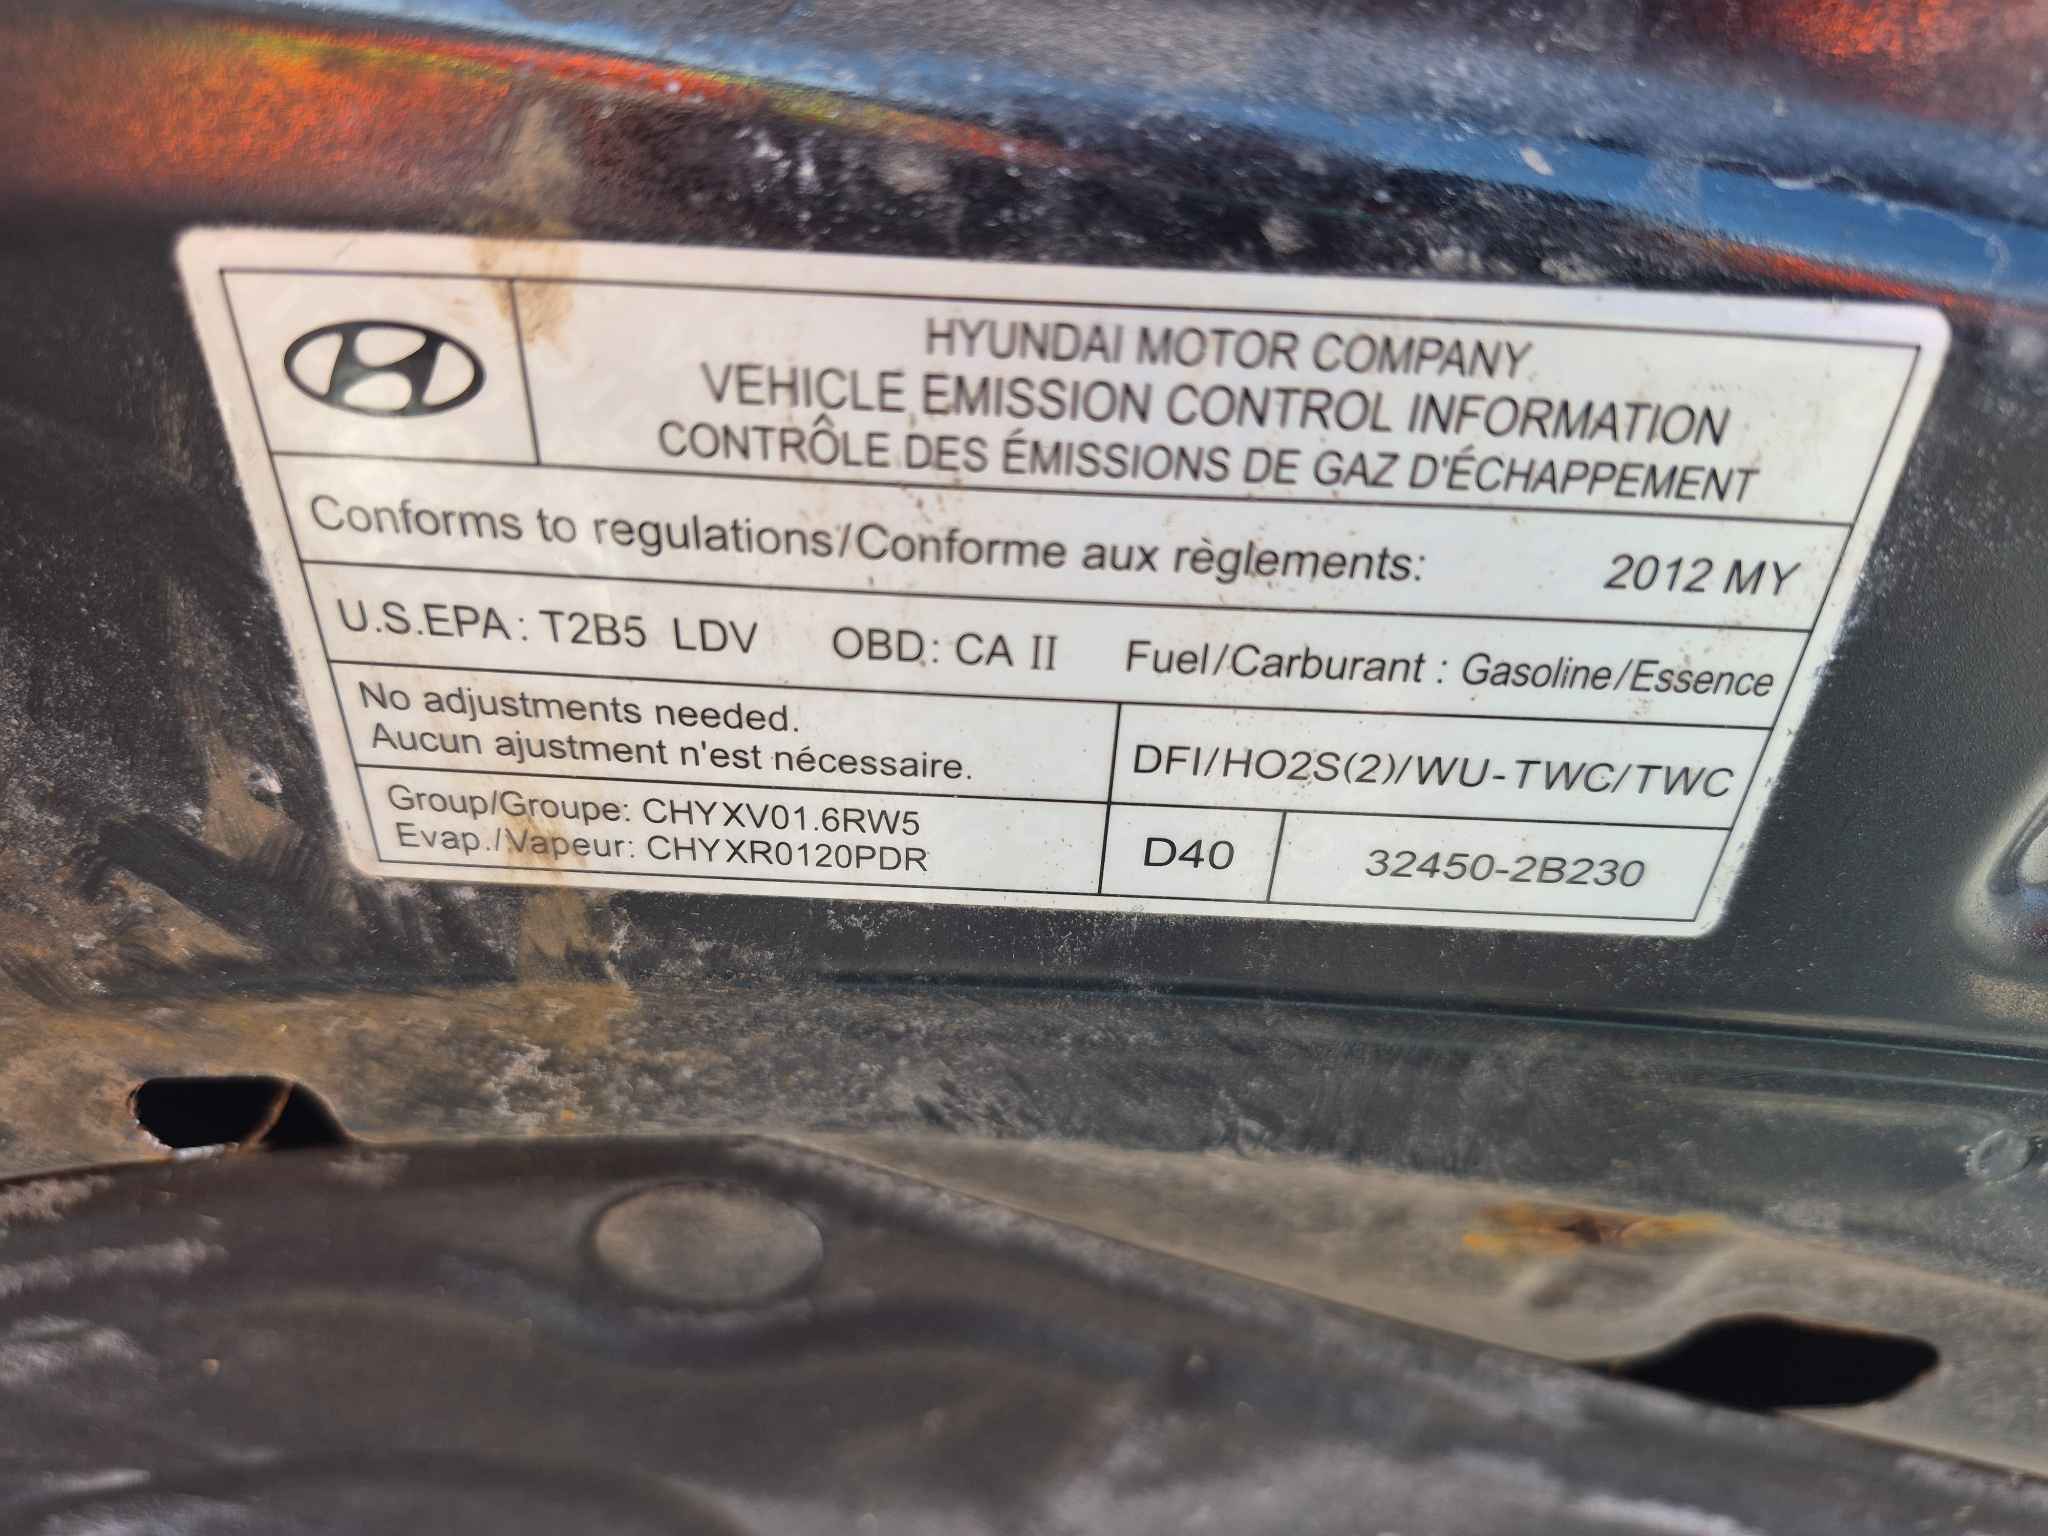 HYUNDAI MOTOR COMPANY
VEHICLE EMISSION CONTROL INFORMATION
CONTRÔLE DES ÉMISSIONS DE GAZ D'ÉCHAPPEMENT
Conforms to regulations/Conforme aux règlements: 2012 MY
U.S.EPA: T2B5 LDV OBD: CA II Fuel/Carburant : Gasoline/Essence
No adjustments needed.
Aucun ajustment n'est nécessaire.
DFI/HO2S(2)/WU-TWC/TWC
Group/Groupe: CHYXV01.6RW5
Evap./Vapeur: CHYXR0120PDR
D40 32450-2B230